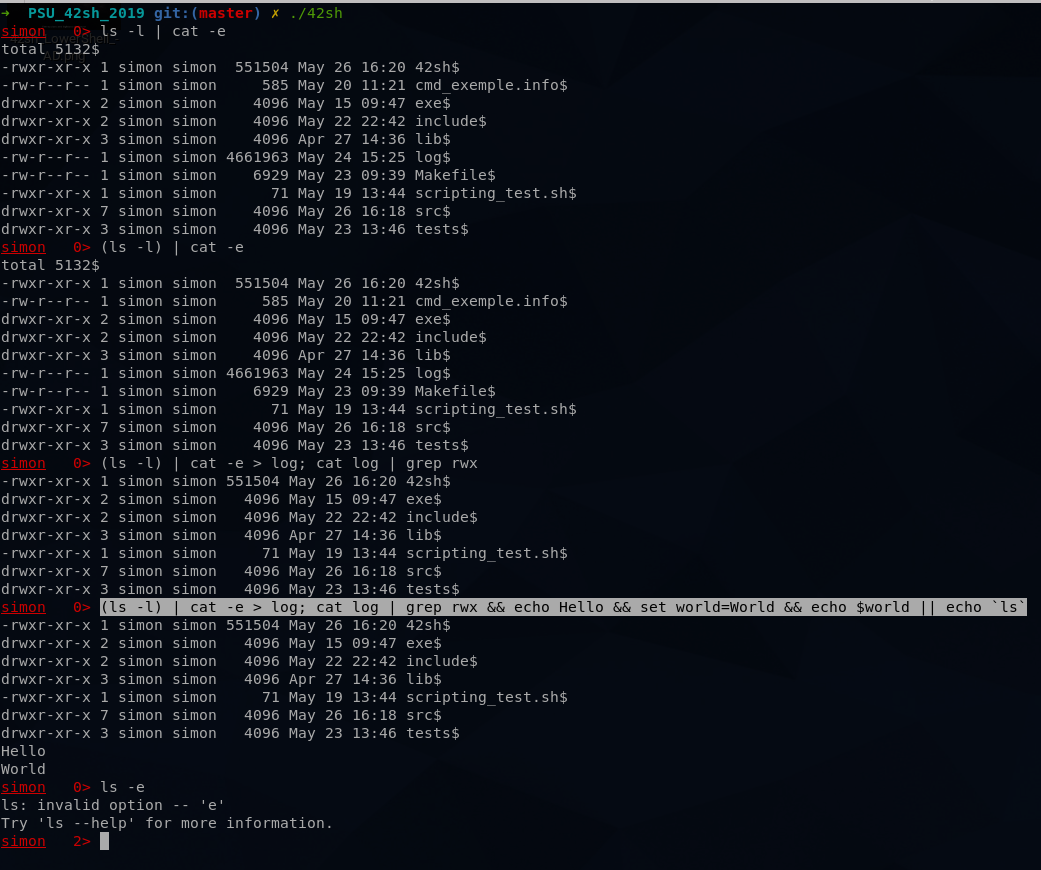 ➜  PSU_42sh_2019 git:(master) ✗ ./42sh
simon   0> ls -l | cat -e
total 5132$
-rwxr-xr-x 1 simon simon  551504 May 26 16:20 42sh$
-rw-r--r-- 1 simon simon     585 May 20 11:21 cmd_exemple.info$
drwxr-xr-x 2 simon simon    4096 May 15 09:47 exe$
drwxr-xr-x 2 simon simon    4096 May 22 22:42 include$
drwxr-xr-x 3 simon simon    4096 Apr 27 14:36 lib$
-rw-r--r-- 1 simon simon 4661963 May 24 15:25 log$
-rw-r--r-- 1 simon simon    6929 May 23 09:39 Makefile$
-rwxr-xr-x 1 simon simon      71 May 19 13:44 scripting_test.sh$
drwxr-xr-x 7 simon simon    4096 May 26 16:18 src$
drwxr-xr-x 3 simon simon    4096 May 23 13:46 tests$
simon   0> (ls -l) | cat -e
total 5132$
-rwxr-xr-x 1 simon simon  551504 May 26 16:20 42sh$
-rw-r--r-- 1 simon simon     585 May 20 11:21 cmd_exemple.info$
drwxr-xr-x 2 simon simon    4096 May 15 09:47 exe$
drwxr-xr-x 2 simon simon    4096 May 22 22:42 include$
drwxr-xr-x 3 simon simon    4096 Apr 27 14:36 lib$
-rw-r--r-- 1 simon simon 4661963 May 24 15:25 log$
-rw-r--r-- 1 simon simon    6929 May 23 09:39 Makefile$
-rwxr-xr-x 1 simon simon      71 May 19 13:44 scripting_test.sh$
drwxr-xr-x 7 simon simon    4096 May 26 16:18 src$
drwxr-xr-x 3 simon simon    4096 May 23 13:46 tests$
simon   0> (ls -l) | cat -e > log; cat log | grep rwx
-rwxr-xr-x 1 simon simon 551504 May 26 16:20 42sh$
drwxr-xr-x 2 simon simon   4096 May 15 09:47 exe$
drwxr-xr-x 2 simon simon   4096 May 22 22:42 include$
drwxr-xr-x 3 simon simon   4096 Apr 27 14:36 lib$
-rwxr-xr-x 1 simon simon     71 May 19 13:44 scripting_test.sh$
drwxr-xr-x 7 simon simon   4096 May 26 16:18 src$
drwxr-xr-x 3 simon simon   4096 May 23 13:46 tests$
simon   0> (ls -l) | cat -e > log; cat log | grep rwx && echo Hello && set world=World && echo $world || echo `ls`
-rwxr-xr-x 1 simon simon 551504 May 26 16:20 42sh$
drwxr-xr-x 2 simon simon   4096 May 15 09:47 exe$
drwxr-xr-x 2 simon simon   4096 May 22 22:42 include$
drwxr-xr-x 3 simon simon   4096 Apr 27 14:36 lib$
-rwxr-xr-x 1 simon simon     71 May 19 13:44 scripting_test.sh$
drwxr-xr-x 7 simon simon   4096 May 26 16:18 src$
drwxr-xr-x 3 simon simon   4096 May 23 13:46 tests$
Hello
World
simon   0> ls -e
ls: invalid option -- 'e'
Try 'ls --help' for more information.
simon   2>